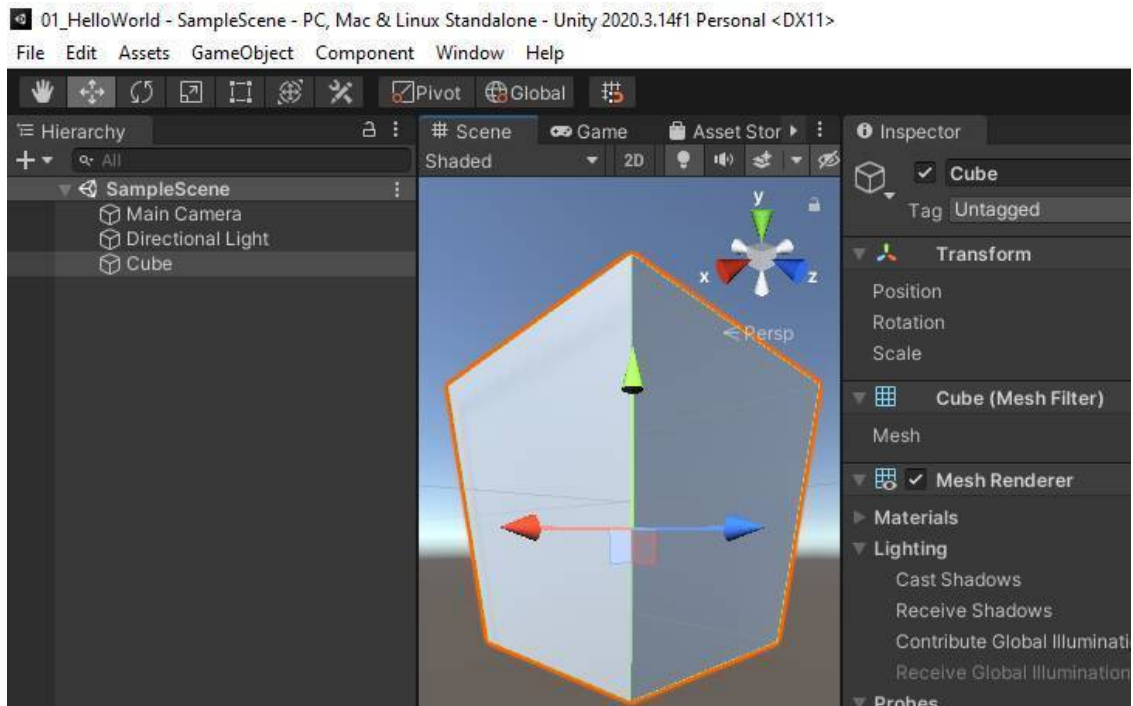 01_HelloWorld - SampleScene - PC, Mac & Linux Standalone - Unity 2020.3.14f1 Personal <DX11>
File Edit Assets GameObject Component Window Help
Pivot Global
Hierarchy
All
SampleScene
Main Camera
Directional Light
Cube
# Scene Game Asset Stor
Shaded 2D
y
x z
Persp
Inspector
Cube
Tag Untagged
Transform
Position
Rotation
Scale
Cube (Mesh Filter)
Mesh
Mesh Renderer
Materials
Lighting
Cast Shadows
Receive Shadows
Contribute Global Illuminati
Receive Global Illumination
Probes